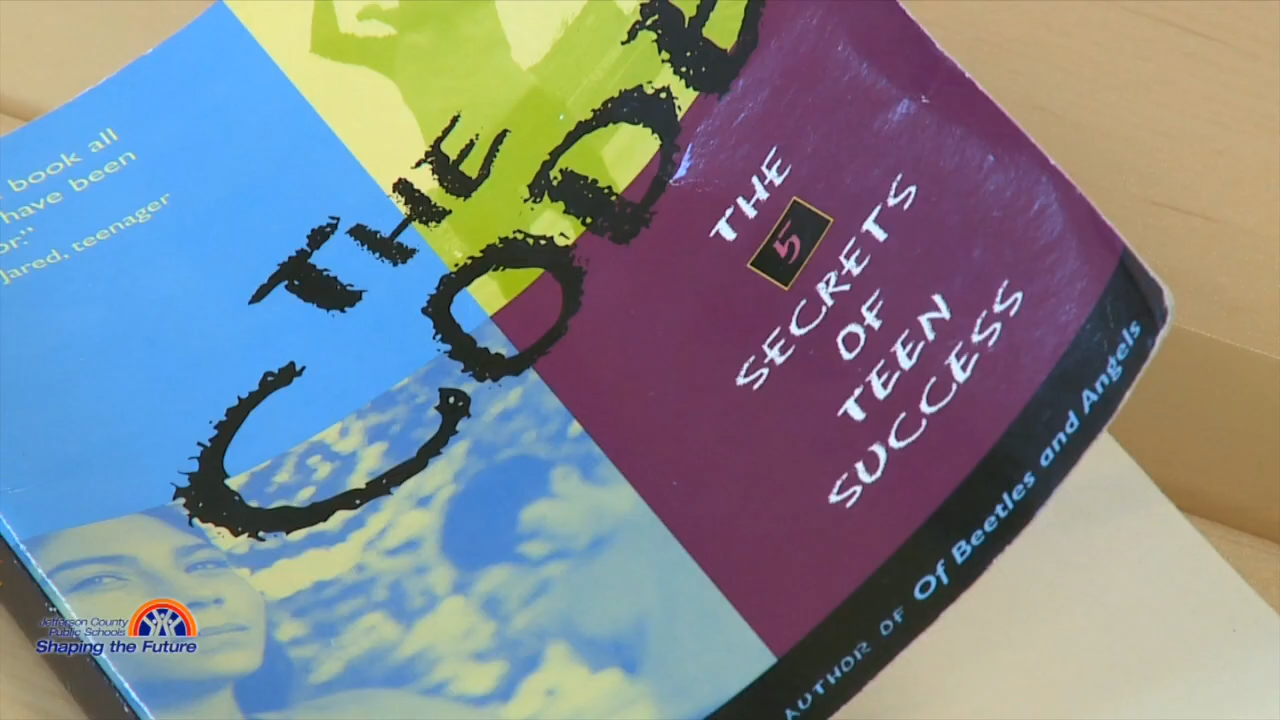 book all
have been
or."
Jared, teenager
THE
CODE
THE
5
SECRETS
OF
TEEN
SUCCESS
AUTHOR OF Of Beetles and Angels
Jefferson County
Public Schools
Shaping the Future